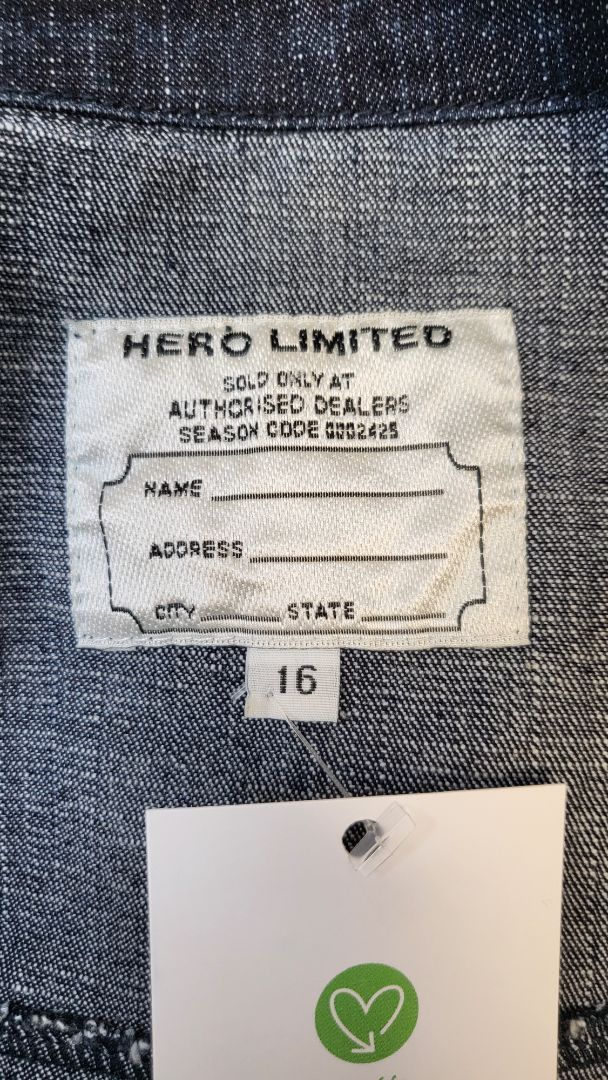 HERO LIMITED
SOLD ONLY AT
AUTHORISED DEALERS
SEASON CODE 0002425
NAME
ADDRESS
CITY STATE
16